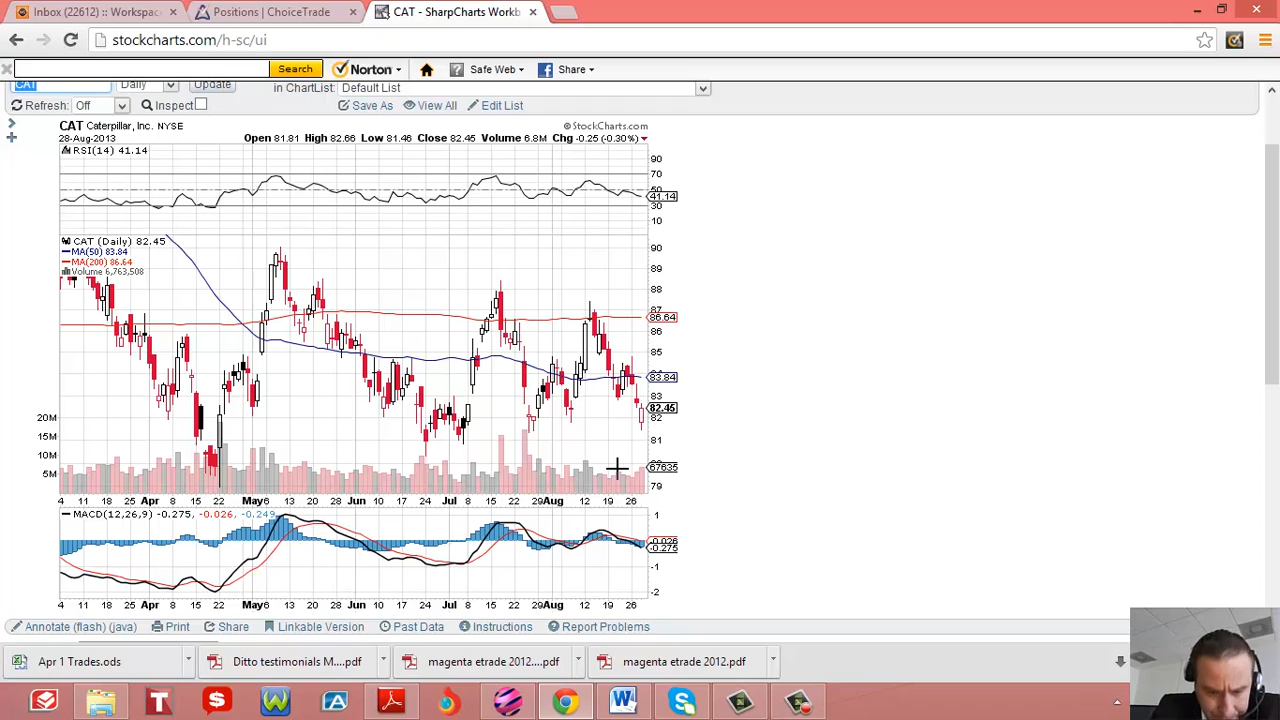 Inbox (22612) :: Workspac
Positions | ChoiceTrade
CAT - SharpCharts Workb
stockcharts.com/h-sc/ui
Search
Norton
Safe Web
Share
CAT
Daily
Update
in ChartList:
Default List
Refresh:
Off
Inspect
Save As
View All
Edit List
CAT Caterpillar, Inc. NYSE
© StockCharts.com
28-Aug-2013
Open 81.81 High 82.66 Low 81.46 Close 82.45 Volume 6.8M Chg -0.25 (-0.30%)
RSI(14) 41.14
90
70
50
41.14
30
10
CAT (Daily) 82.45
MA(50) 83.84
MA(200) 86.64
Volume 6,763,508
90
89
88
87
86.64
86
85
83.84
83
82.45
82
81
79
20M
15M
10M
5M
67635
4 11 18 25 Apr 8 15 22 May 6 13 20 28 Jun 10 17 24 Jul 8 15 22 29 Aug 12 19 26
MACD(12,26,9) -0.275, -0.026, -0.249
1
-0.026
-0.275
-1
-2
4 11 18 25 Apr 8 15 22 May 6 13 20 28 Jun 10 17 24 Jul 8 15 22 29 Aug 12 19 26
Annotate (flash) (java)
Print
Share
Linkable Version
Past Data
Instructions
Report Problems
Apr 1 Trades.ods
Ditto testimonials M....pdf
magenta etrade 2012....pdf
magenta etrade 2012.pdf